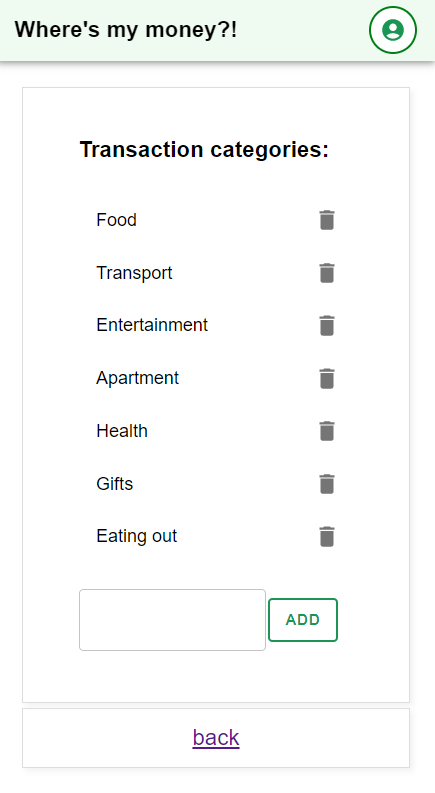 Where's my money?!
Transaction categories:
Food
Transport
Entertainment
Apartment
Health
Gifts
Eating out
ADD
back